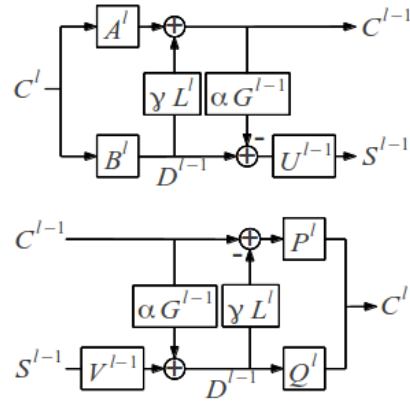 A^l + C^{l-1}
C^l γ L^l α G^{l-1}
B^l D^{l-1} + - U^{l-1} S^{l-1}
C^{l-1} + - P^l
α G^{l-1} γ L^l C^l
S^{l-1} V^{l-1} + D^{l-1} Q^l